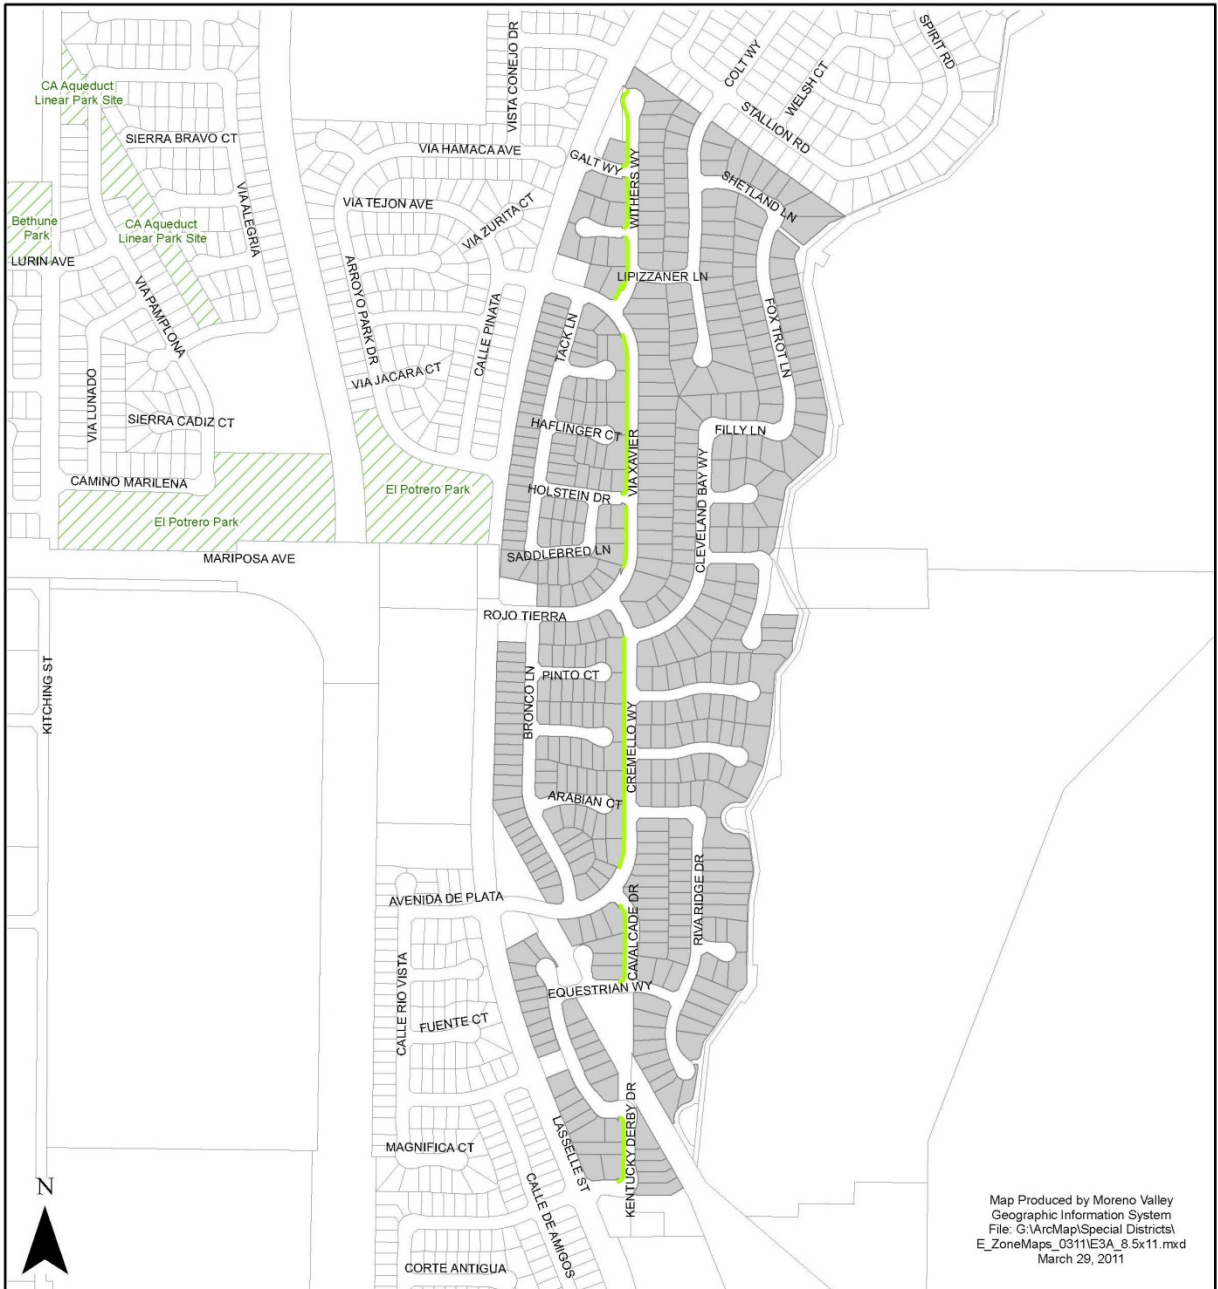 SPIRIT RD
VISTA CONEJO DR
COLT WY
WELSH CT
CA Aqueduct
Linear Park Site
STALLION RD
SIERRA BRAVO CT
VIA HAMACA AVE
GALT WY
WITHERS WY
SHETLAND LN
VIA ALEGRIA
VIA TEJON AVE
VIA ZURITA CT
Bethune
Park
CA Aqueduct
Linear Park Site
LURIN AVE
LIPIZZANER LN
VIA PAMPLONA
ARROYO PARK DR
CALLE PINATA
TACK LN
FOX TROT LN
VIA JACARA CT
VIA LUNADO
SIERRA CADIZ CT
HAFLINGER CT
FILLY LN
VIA XAVIER
CAMINO MARILENA
El Potrero Park
HOLSTEIN DR
CLEVELAND BAY WY
El Potrero Park
MARIPOSA AVE
SADDLEBRED LN
ROJO TIERRA
KITCHING ST
BRONCO LN
PINTO CT
CREMELLO WY
ARABIAN CT
AVENIDA DE PLATA
CAVALCADE DR
RIVA RIDGE DR
EQUESTRIAN WY
CALLE RIO VISTA
FUENTE CT
LASSELLE ST
KENTUCKY DERBY DR
MAGNIFICA CT
CALLE DE AMIGOS
N
CORTE ANTIGUA
Map Produced by Moreno Valley
Geographic Information System
File: G:\ArcMap\Special Districts\
E_ZoneMaps_0311\E3A_8.5x11.mxd
March 29, 2011